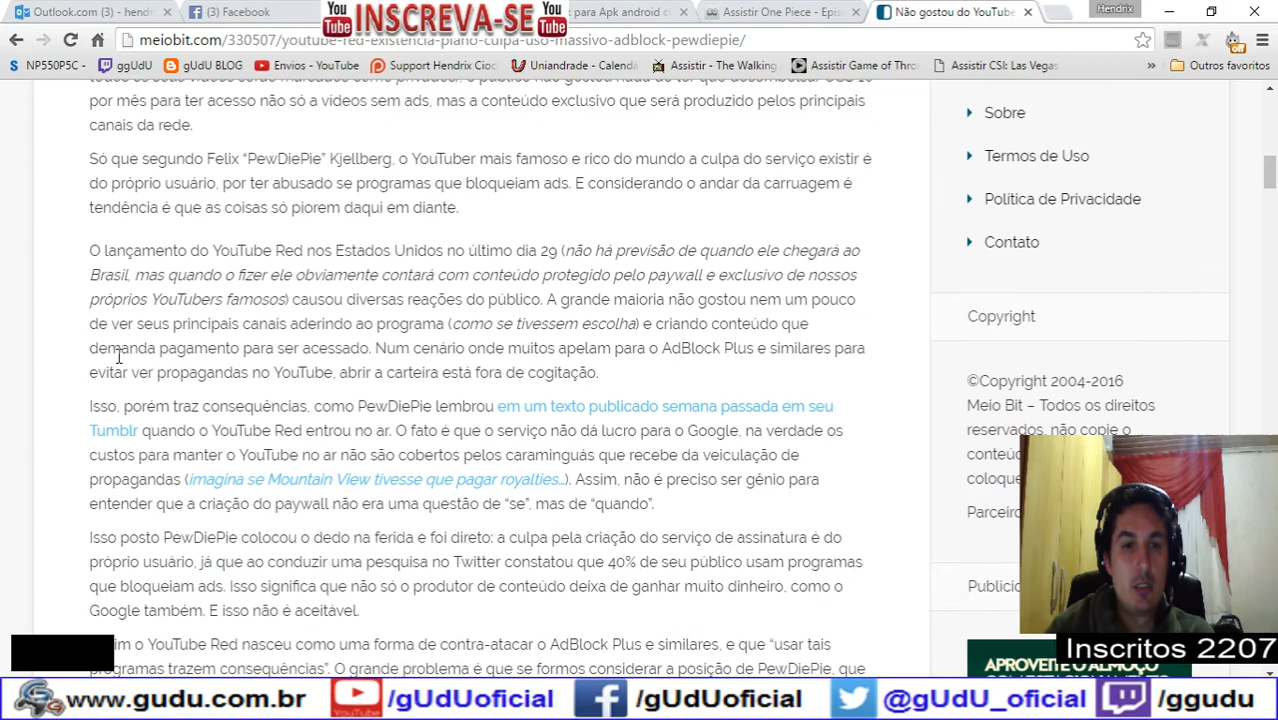 Outlook.com (3) - hendri
(3) Facebook
You Tube INSCREVA-SE You Tube
para Apk android cl
Assistir One Piece - Epis
Não gostou do YouTube
Hendrix
meiobit.com/330507/youtube-red-existencia-plano-culpa-uso-massivo-adblock-pewdiepie/
off
NP550P5C -
ggUdU
gUdU BLOG
Envios - YouTube
Support Hendrix Cioc
Uniandrade - Calendá
Assistir - The Walking
Assistir Game of Thron
Assistir CSI: Las Vegas
»
Outros favoritos
por mês para ter acesso não só a vídeos sem ads, mas a conteúdo exclusivo que será produzido pelos principais
canais da rede.
Só que segundo Felix “PewDiePie” Kjellberg, o YouTuber mais famoso e rico do mundo a culpa do serviço existir é
do próprio usuário, por ter abusado se programas que bloqueiam ads. E considerando o andar da carruagem é
tendência é que as coisas só piorem daqui em diante.
O lançamento do YouTube Red nos Estados Unidos no último dia 29 (não há previsão de quando ele chegará ao
Brasil, mas quando o fizer ele obviamente contará com conteúdo protegido pelo paywall e exclusivo de nossos
próprios YouTubers famosos) causou diversas reações do público. A grande maioria não gostou nem um pouco
de ver seus principais canais aderindo ao programa (como se tivessem escolha) e criando conteúdo que
demanda pagamento para ser acessado. Num cenário onde muitos apelam para o AdBlock Plus e similares para
evitar ver propagandas no YouTube, abrir a carteira está fora de cogitação.
Isso, porém traz consequências, como PewDiePie lembrou em um texto publicado semana passada em seu
Tumblr quando o YouTube Red entrou no ar. O fato é que o serviço não dá lucro para o Google, na verdade os
custos para manter o YouTube no ar não são cobertos pelos caraminguás que recebe da veiculação de
propagandas (imagina se Mountain View tivesse que pagar royalties…). Assim, não é preciso ser gênio para
entender que a criação do paywall não era uma questão de “se”, mas de “quando”.
Isso posto PewDiePie colocou o dedo na ferida e foi direto: a culpa pela criação do serviço de assinatura é do
próprio usuário, já que ao conduzir uma pesquisa no Twitter constatou que 40% de seu público usam programas
que bloqueiam ads. Isso significa que não só o produtor de conteúdo deixa de ganhar muito dinheiro, como o
Google também. E isso não é aceitável.
o YouTube Red nasceu como uma forma de contra-atacar o AdBlock Plus e similares, e que “usar tais
programas trazem consequências”. O grande problema é que se formos considerar a posição de PewDiePie, que
Sobre
Termos de Uso
Política de Privacidade
Contato
Copyright
©Copyright 2004-2016
Meio Bit – Todos os direitos
reservados, não copie o
conteú
coloque
Parceiro
Publici
APROVEITE O ALMOÇO
Inscritos 2207
www.gudu.com.br
YouTube
/gUdUoficial
/gUdUoficial
@gUdU_oficial
/ggudu